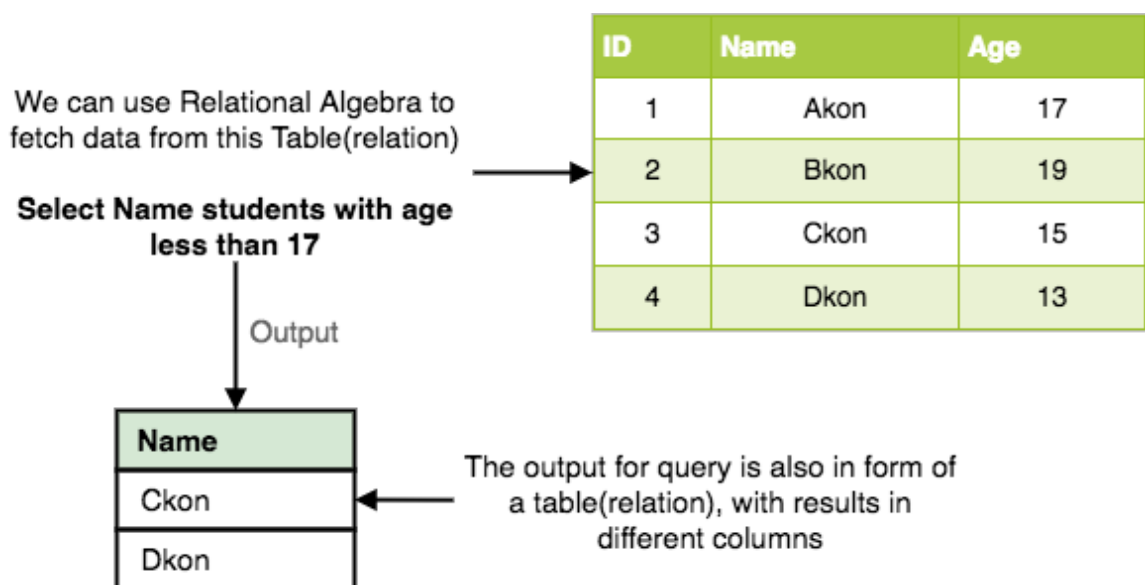 We can use Relational Algebra to
fetch data from this Table(relation)
Select Name students with age
less than 17
ID Name Age
1 Akon 17
2 Bkon 19
3 Ckon 15
4 Dkon 13
Output
Name
Ckon
Dkon
The output for query is also in form of
a table(relation), with results in
different columns